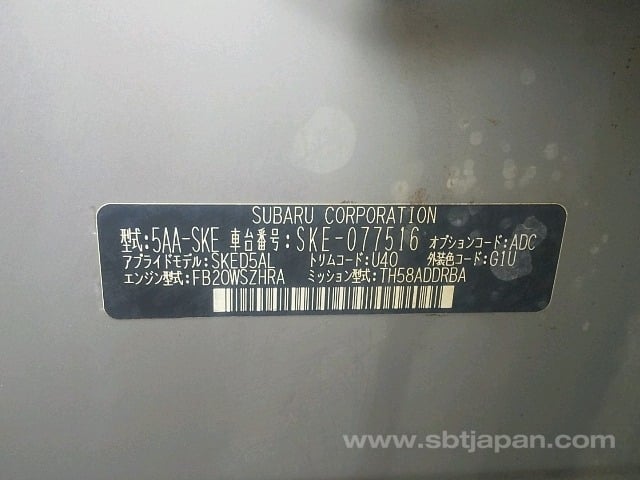 SUBARU CORPORATION
型式:5AA-SKE 車台番号:SKE-077516 オプションコード:ADC
アプライドモデル:SKED5AL トリムコード:U40 外装色コード:G1U
エンジン型式:FB20WSZHRA ミッション型式:TH58ADDRBA
www.sbtjapan.com